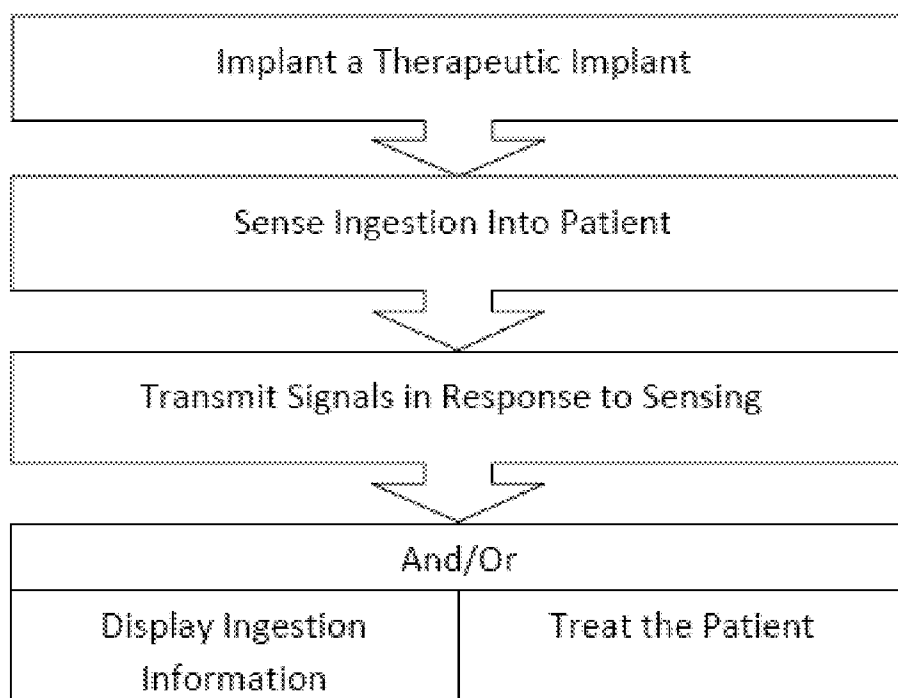 Implant a Therapeutic Implant
Sense Ingestion Into Patient
Transmit Signals in Response to Sensing
And/Or
Display Ingestion
Information
Treat the Patient